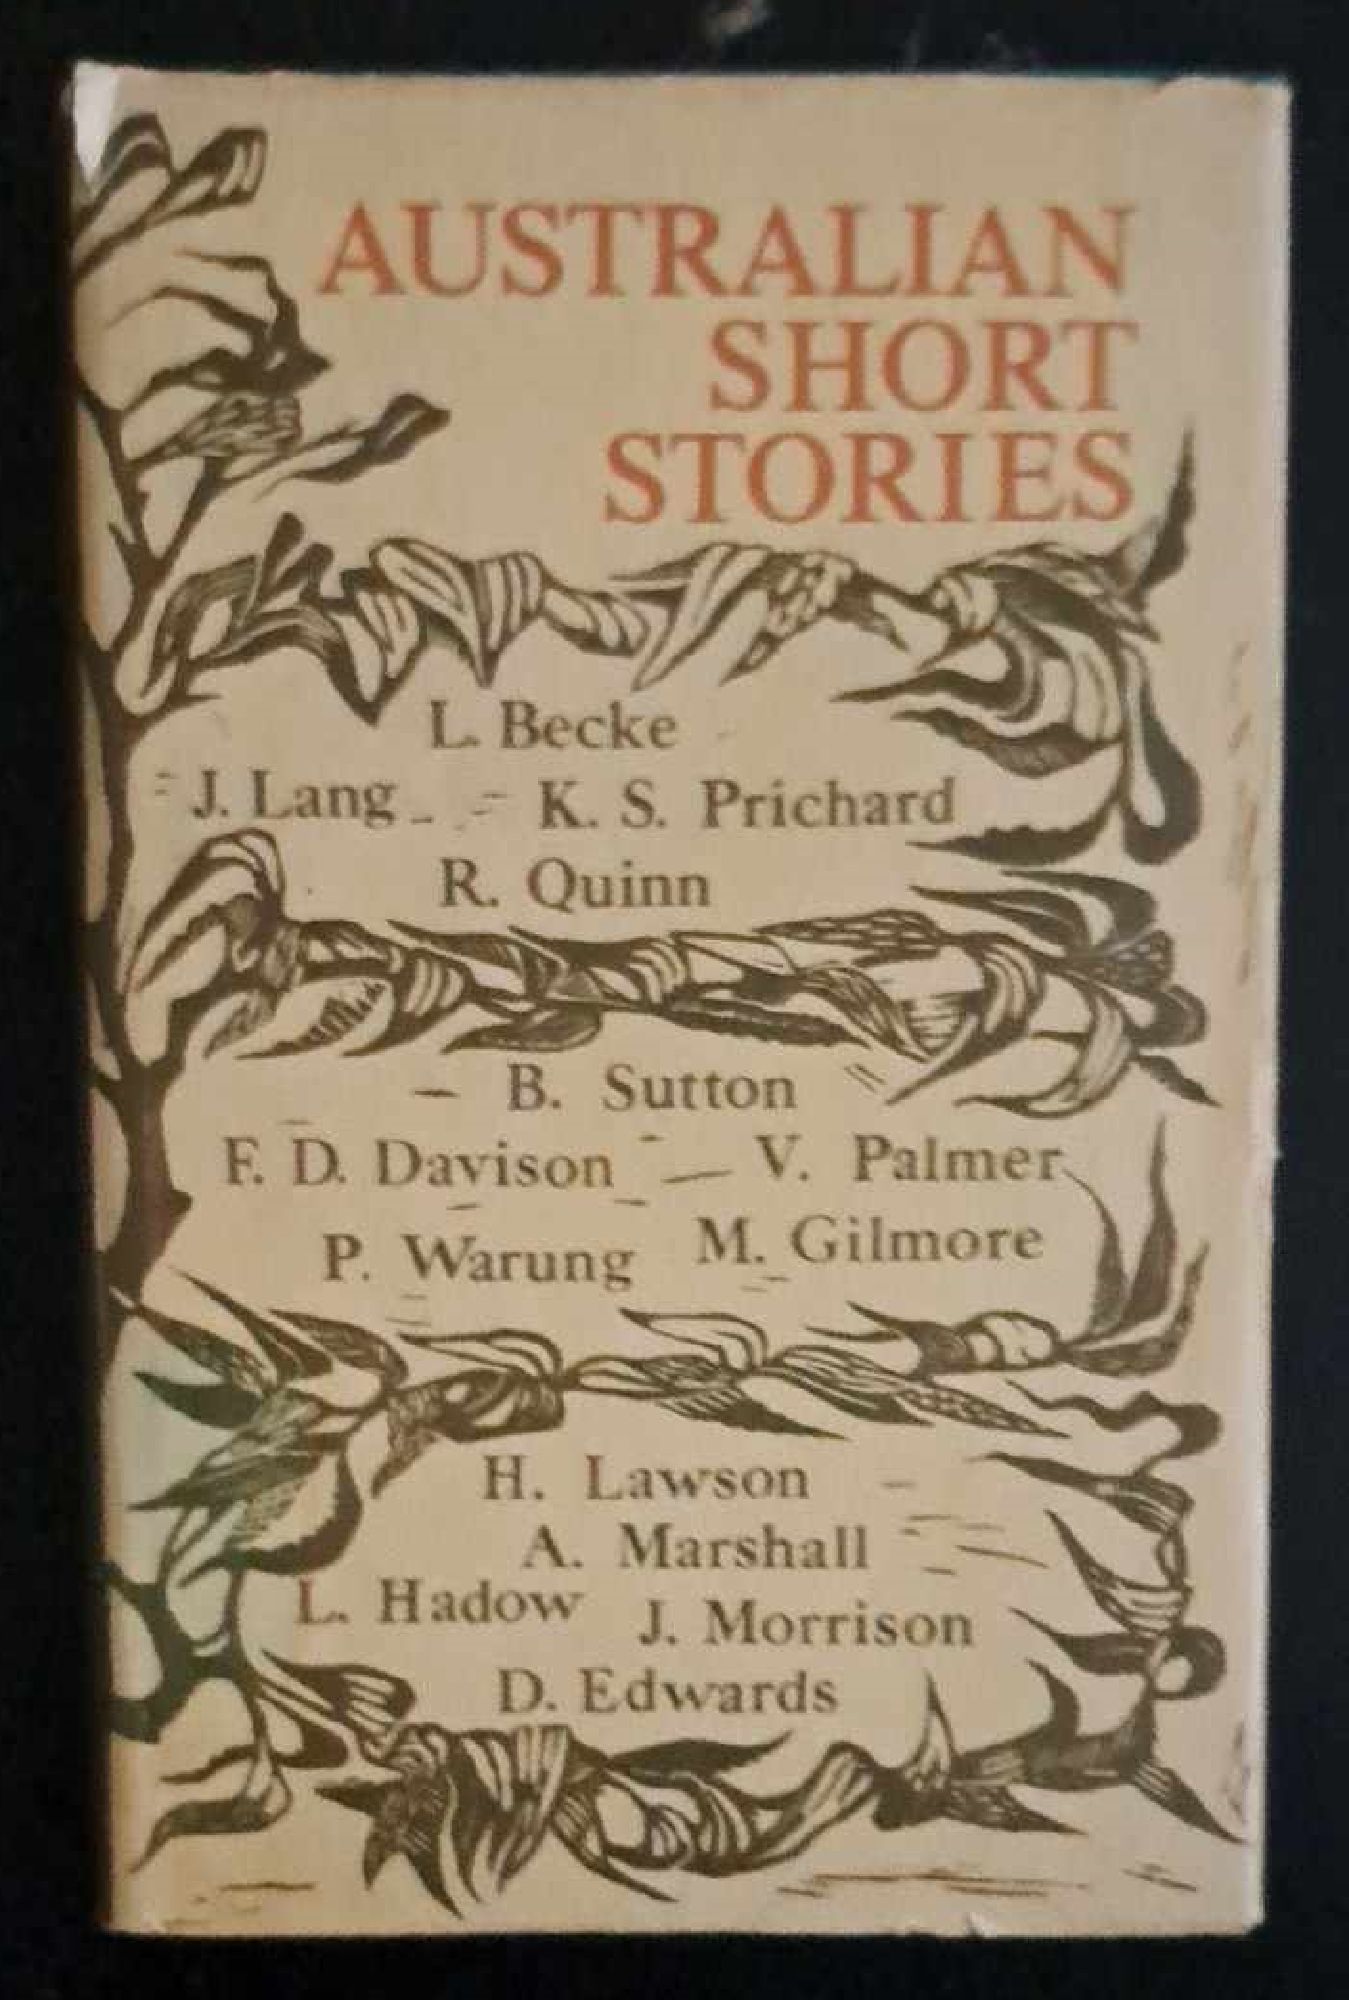 AUSTRALIAN
SHORT
STORIES
L. Becke
J. Lang K. S. Prichard
R. Quinn
B. Sutton
F. D. Davison V. Palmer
P. Warung M. Gilmore
H. Lawson
A. Marshall
L. Hadow J. Morrison
D. Edwards